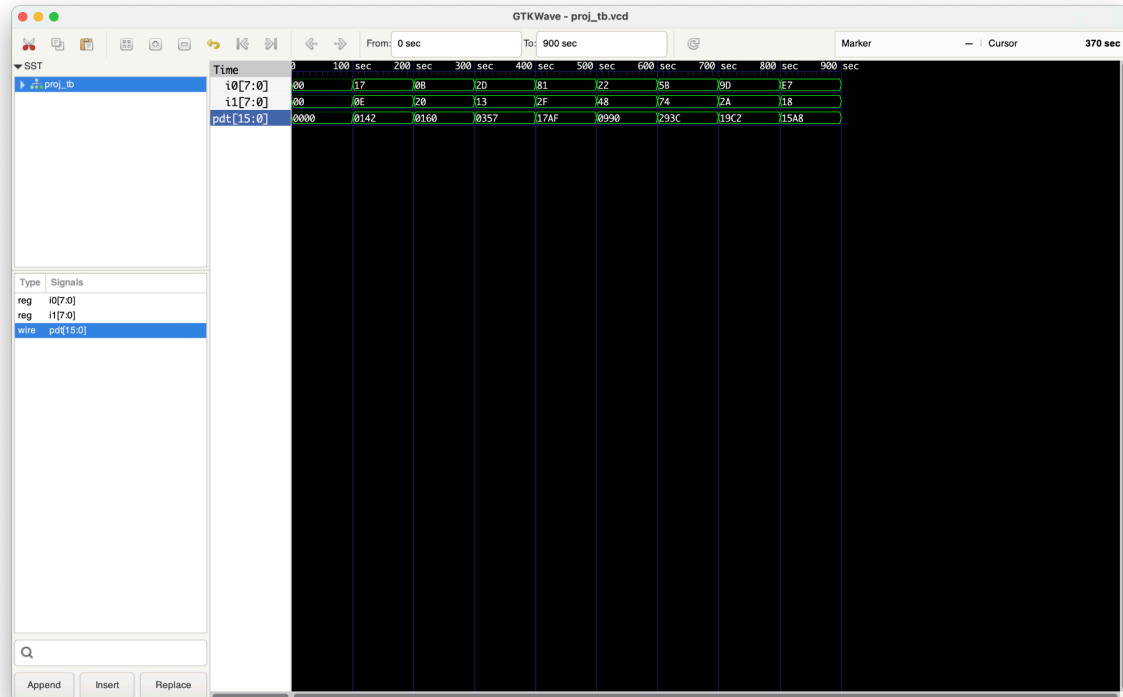 GTKWave - proj_tb.vcd
From: 0 sec To: 900 sec Marker – | Cursor 370 sec
SST
proj_tb
Type Signals
reg i0[7:0]
reg i1[7:0]
wire pdt[15:0]
Append Insert Replace
Time
i0[7:0]
i1[7:0]
pdt[15:0]
0 100 sec 200 sec 300 sec 400 sec 500 sec 600 sec 700 sec 800 sec 900 sec
00 17 0B 2D 81 22 5B 9D E7
00 0E 20 13 2F 48 74 2A 18
0000 0142 0160 0357 17AF 0990 293C 19C2 15A8